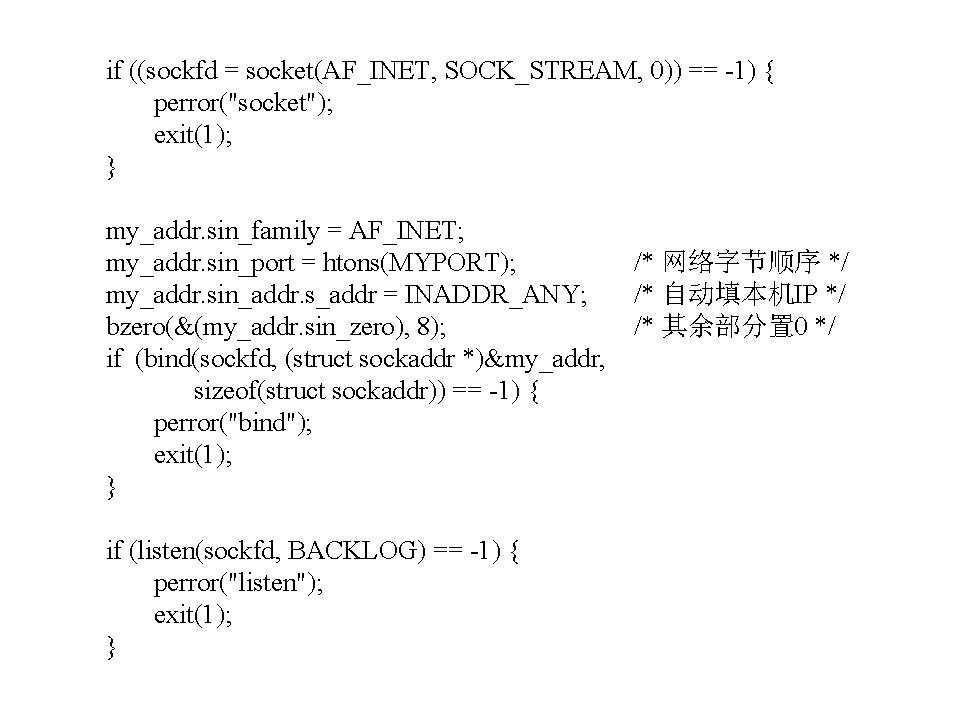 if ((sockfd = socket(AF_INET, SOCK_STREAM, 0)) == -1) {
perror("socket");
exit(1);
}
my_addr.sin_family = AF_INET;
my_addr.sin_port = htons(MYPORT); /* 网络字节顺序 */
my_addr.sin_addr.s_addr = INADDR_ANY; /* 自动填本机IP */
bzero(&(my_addr.sin_zero), 8); /* 其余部分置0 */
if (bind(sockfd, (struct sockaddr *)&my_addr,
sizeof(struct sockaddr)) == -1) {
perror("bind");
exit(1);
}
if (listen(sockfd, BACKLOG) == -1) {
perror("listen");
exit(1);
}